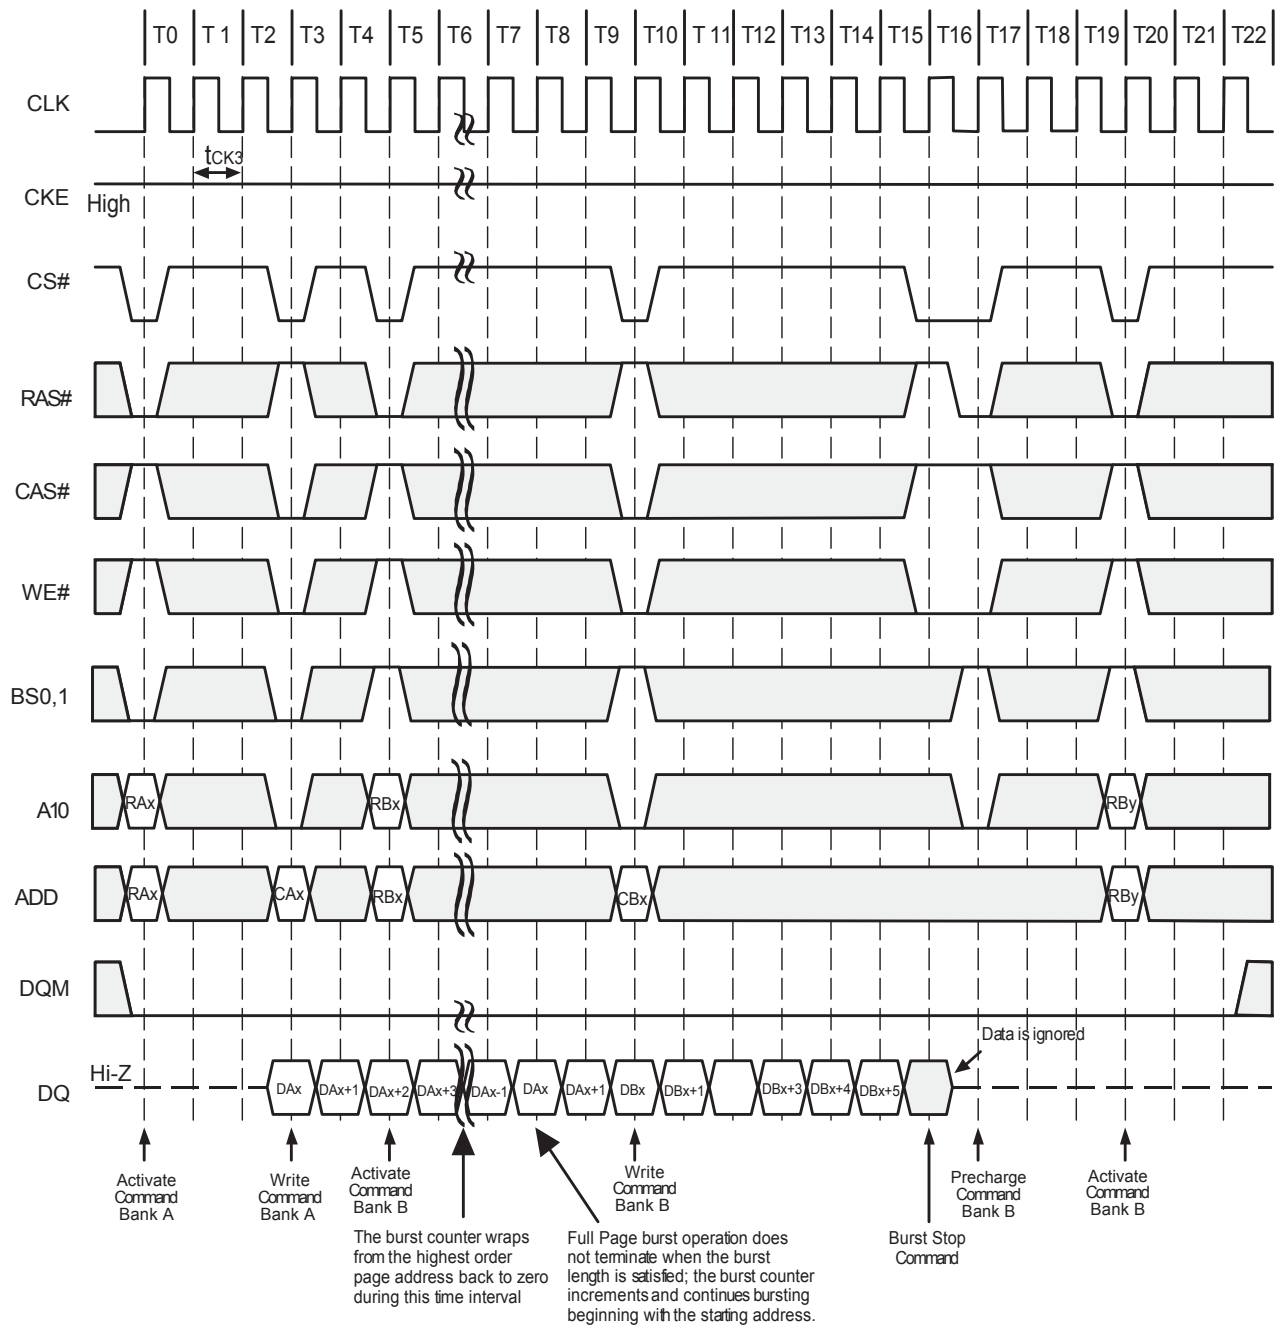 T0 T 1 T2 T3 T4 T5 T6 T7 T8 T9 T10 T 11 T12 T13 T14 T15 T16 T17 T18 T19 T20 T21 T22
CLK
tCK3
CKE High
CS#
RAS#
CAS#
WE#
BS0,1
A10 RAx RBx RBy
ADD RAx CAx RBx CBx RBy
DQM
Data is ignored
DQ Hi-Z DAx DAx+1 DAx+2 DAx+3 DAx-1 DAx DAx+1 DBx DBx+1 DBx+3 DBx+4 DBx+5
Activate
Command
Bank A
Write
Command
Bank A
Activate
Command
Bank B
Write
Command
Bank B
Precharge
Command
Bank B
Activate
Command
Bank B
The burst counter wraps
from the highest order
page address back to zero
during this time interval
Full Page burst operation does
not terminate when the burst
length is satisfied; the burst counter
increments and continues bursting
beginning with the starting address.
Burst Stop
Command